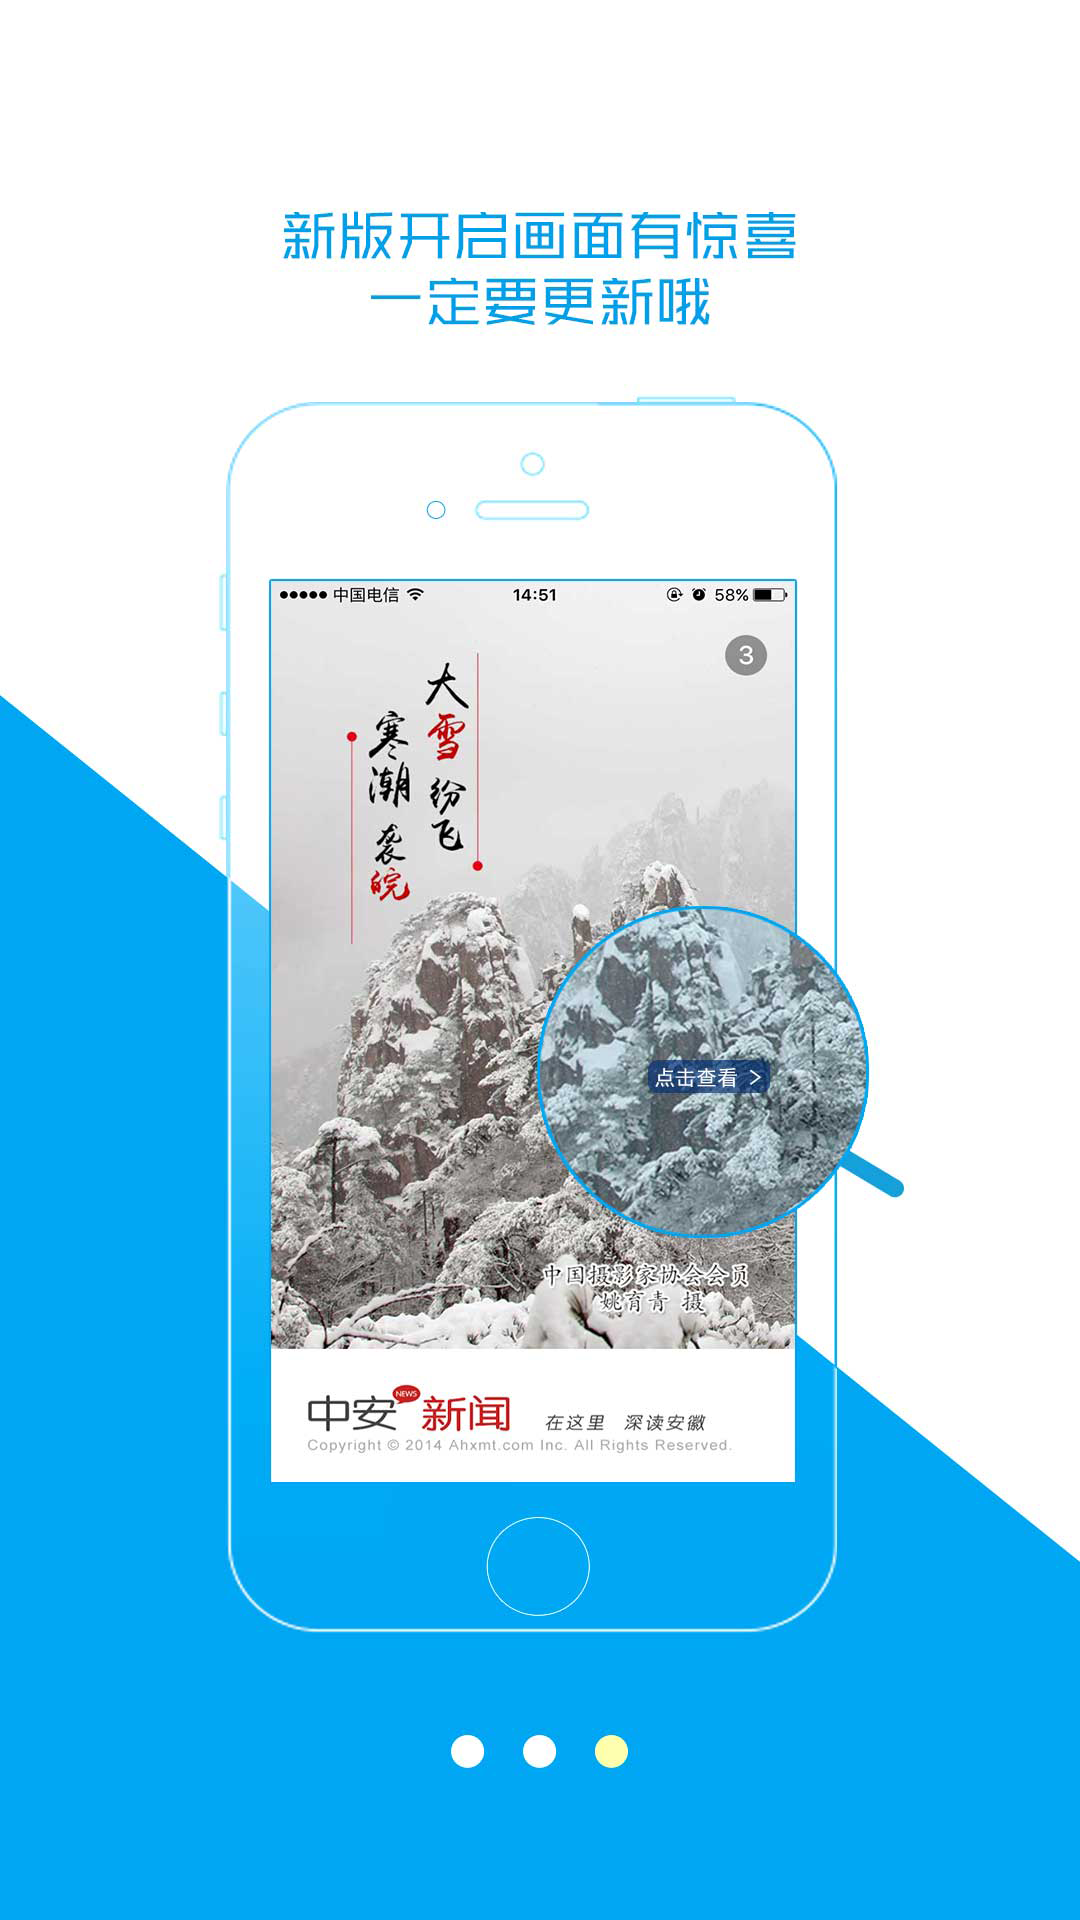 新版开启画面有惊喜
一定要更新哦
中国电信
14:51
58%
3
大雪纷飞
寒潮袭皖
点击查看 >
中国摄影家协会会员
姚育青 摄
中安新闻
NEWS
在这里 深读安徽
Copyright © 2014 Ahxmt.com Inc. All Rights Reserved.